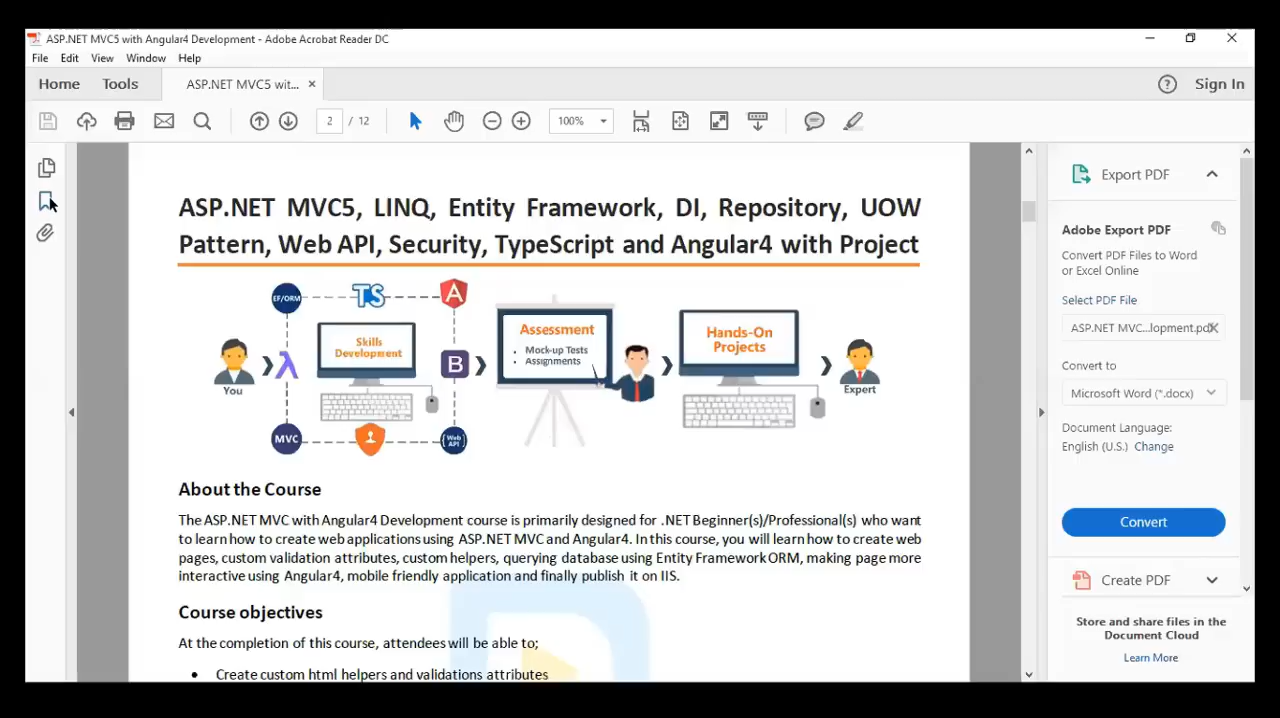 ASP.NET MVC5 with Angular4 Development - Adobe Acrobat Reader DC
File Edit View Window Help
Home Tools ASP.NET MVC5 wit... × Sign In
2 / 12 100%
ASP.NET MVC5, LINQ, Entity Framework, DI, Repository, UOW
Pattern, Web API, Security, TypeScript and Angular4 with Project
EF/ORM TS A
Skills
Development
You
λ
B
MVC
Web
API
Assessment
• Mock-up Tests
• Assignments
Hands-On
Projects
Expert
About the Course
The ASP.NET MVC with Angular4 Development course is primarily designed for .NET Beginner(s)/Professional(s) who want
to learn how to create web applications using ASP.NET MVC and Angular4. In this course, you will learn how to create web
pages, custom validation attributes, custom helpers, querying database using Entity Framework ORM, making page more
interactive using Angular4, mobile friendly application and finally publish it on IIS.
Course objectives
At the completion of this course, attendees will be able to;
• Create custom html helpers and validations attributes
Export PDF
Adobe Export PDF
Convert PDF Files to Word
or Excel Online
Select PDF File
ASP.NET MVC...lopment.pdf
Convert to
Microsoft Word (*.docx)
Document Language:
English (U.S.) Change
Convert
Create PDF
Store and share files in the
Document Cloud
Learn More